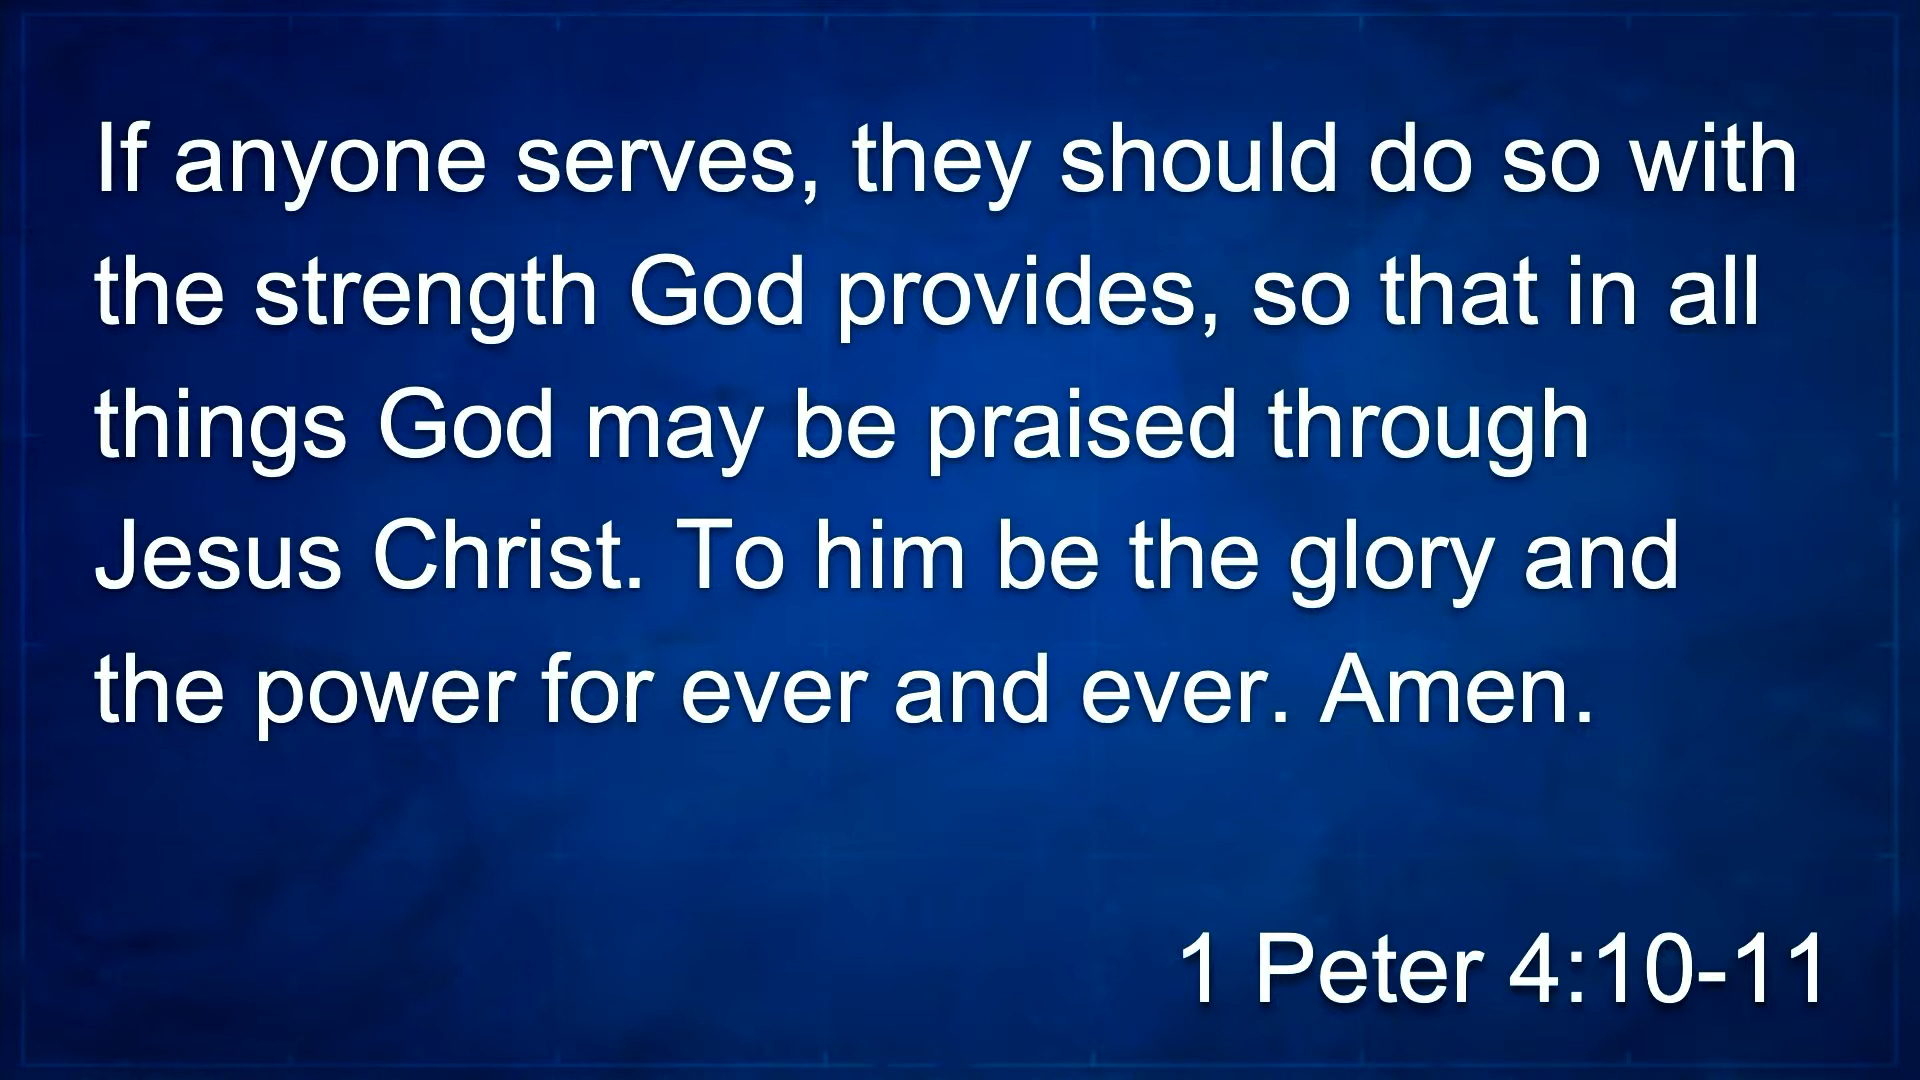 If anyone serves, they should do so with
the strength God provides, so that in all
things God may be praised through
Jesus Christ. To him be the glory and
the power for ever and ever. Amen.
1 Peter 4:10-11